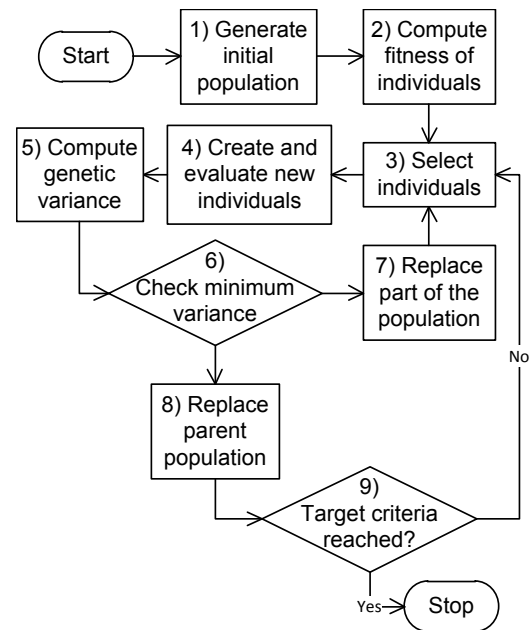 Start
1) Generate
initial
population
2) Compute
fitness of
individuals
5) Compute
genetic
variance
4) Create and
evaluate new
individuals
3) Select
individuals
6)
Check minimum
variance
7) Replace
part of the
population
No
8) Replace
parent
population
9)
Target criteria
reached?
Yes
Stop